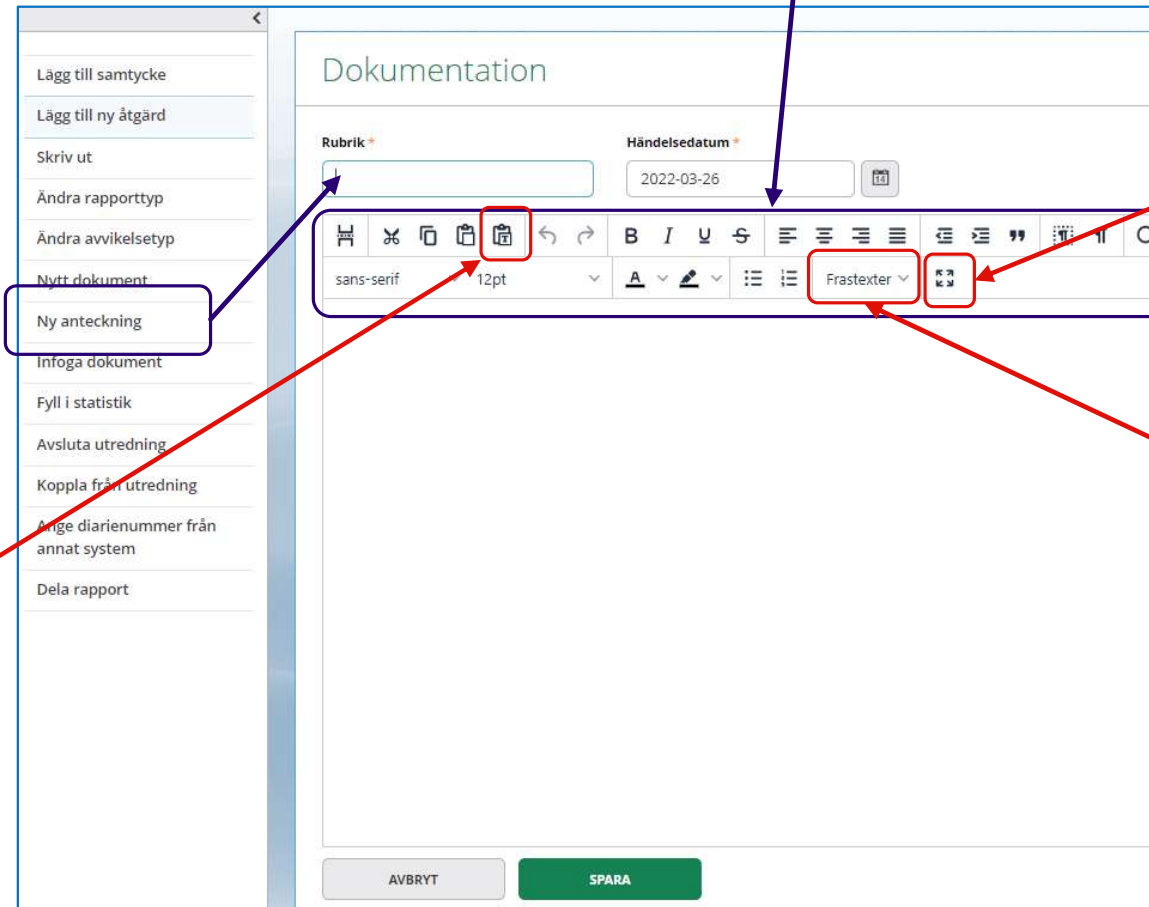 Lägg till samtycke
Lägg till ny åtgärd
Skriv ut
Ändra rapporttyp
Ändra avvikelsetyp
Nytt dokument
Ny anteckning
Infoga dokument
Fyll i statistik
Avsluta utredning
Koppla från utredning
Ange diarienummer från
annat system
Dela rapport
Dokumentation
Rubrik *
Händelsedatum *
2022-03-26
14
B I U S
sans-serif 12pt A Frastexter
AVBRYT SPARA